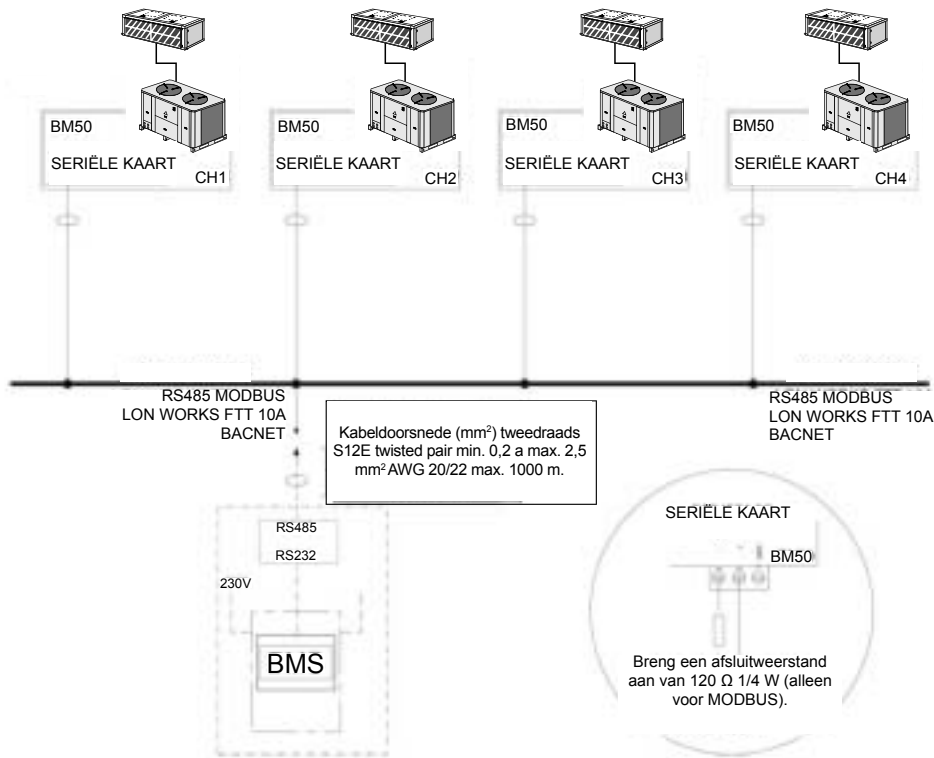 BM50
SERIËLE KAART
CH1
BM50
SERIËLE KAART
CH2
BM50
SERIËLE KAART
CH3
BM50
SERIËLE KAART
CH4
RS485 MODBUS
LON WORKS FTT 10A
BACNET
RS485 MODBUS
LON WORKS FTT 10A
BACNET
Kabeldoorsnede (mm²) tweedraads
S12E twisted pair min. 0,2 a max. 2,5
mm² AWG 20/22 max. 1000 m.
RS485
RS232
230V
BMS
SERIËLE KAART
BM50
Breng een afsluitweerstand
aan van 120 Ω 1/4 W (alleen
voor MODBUS).